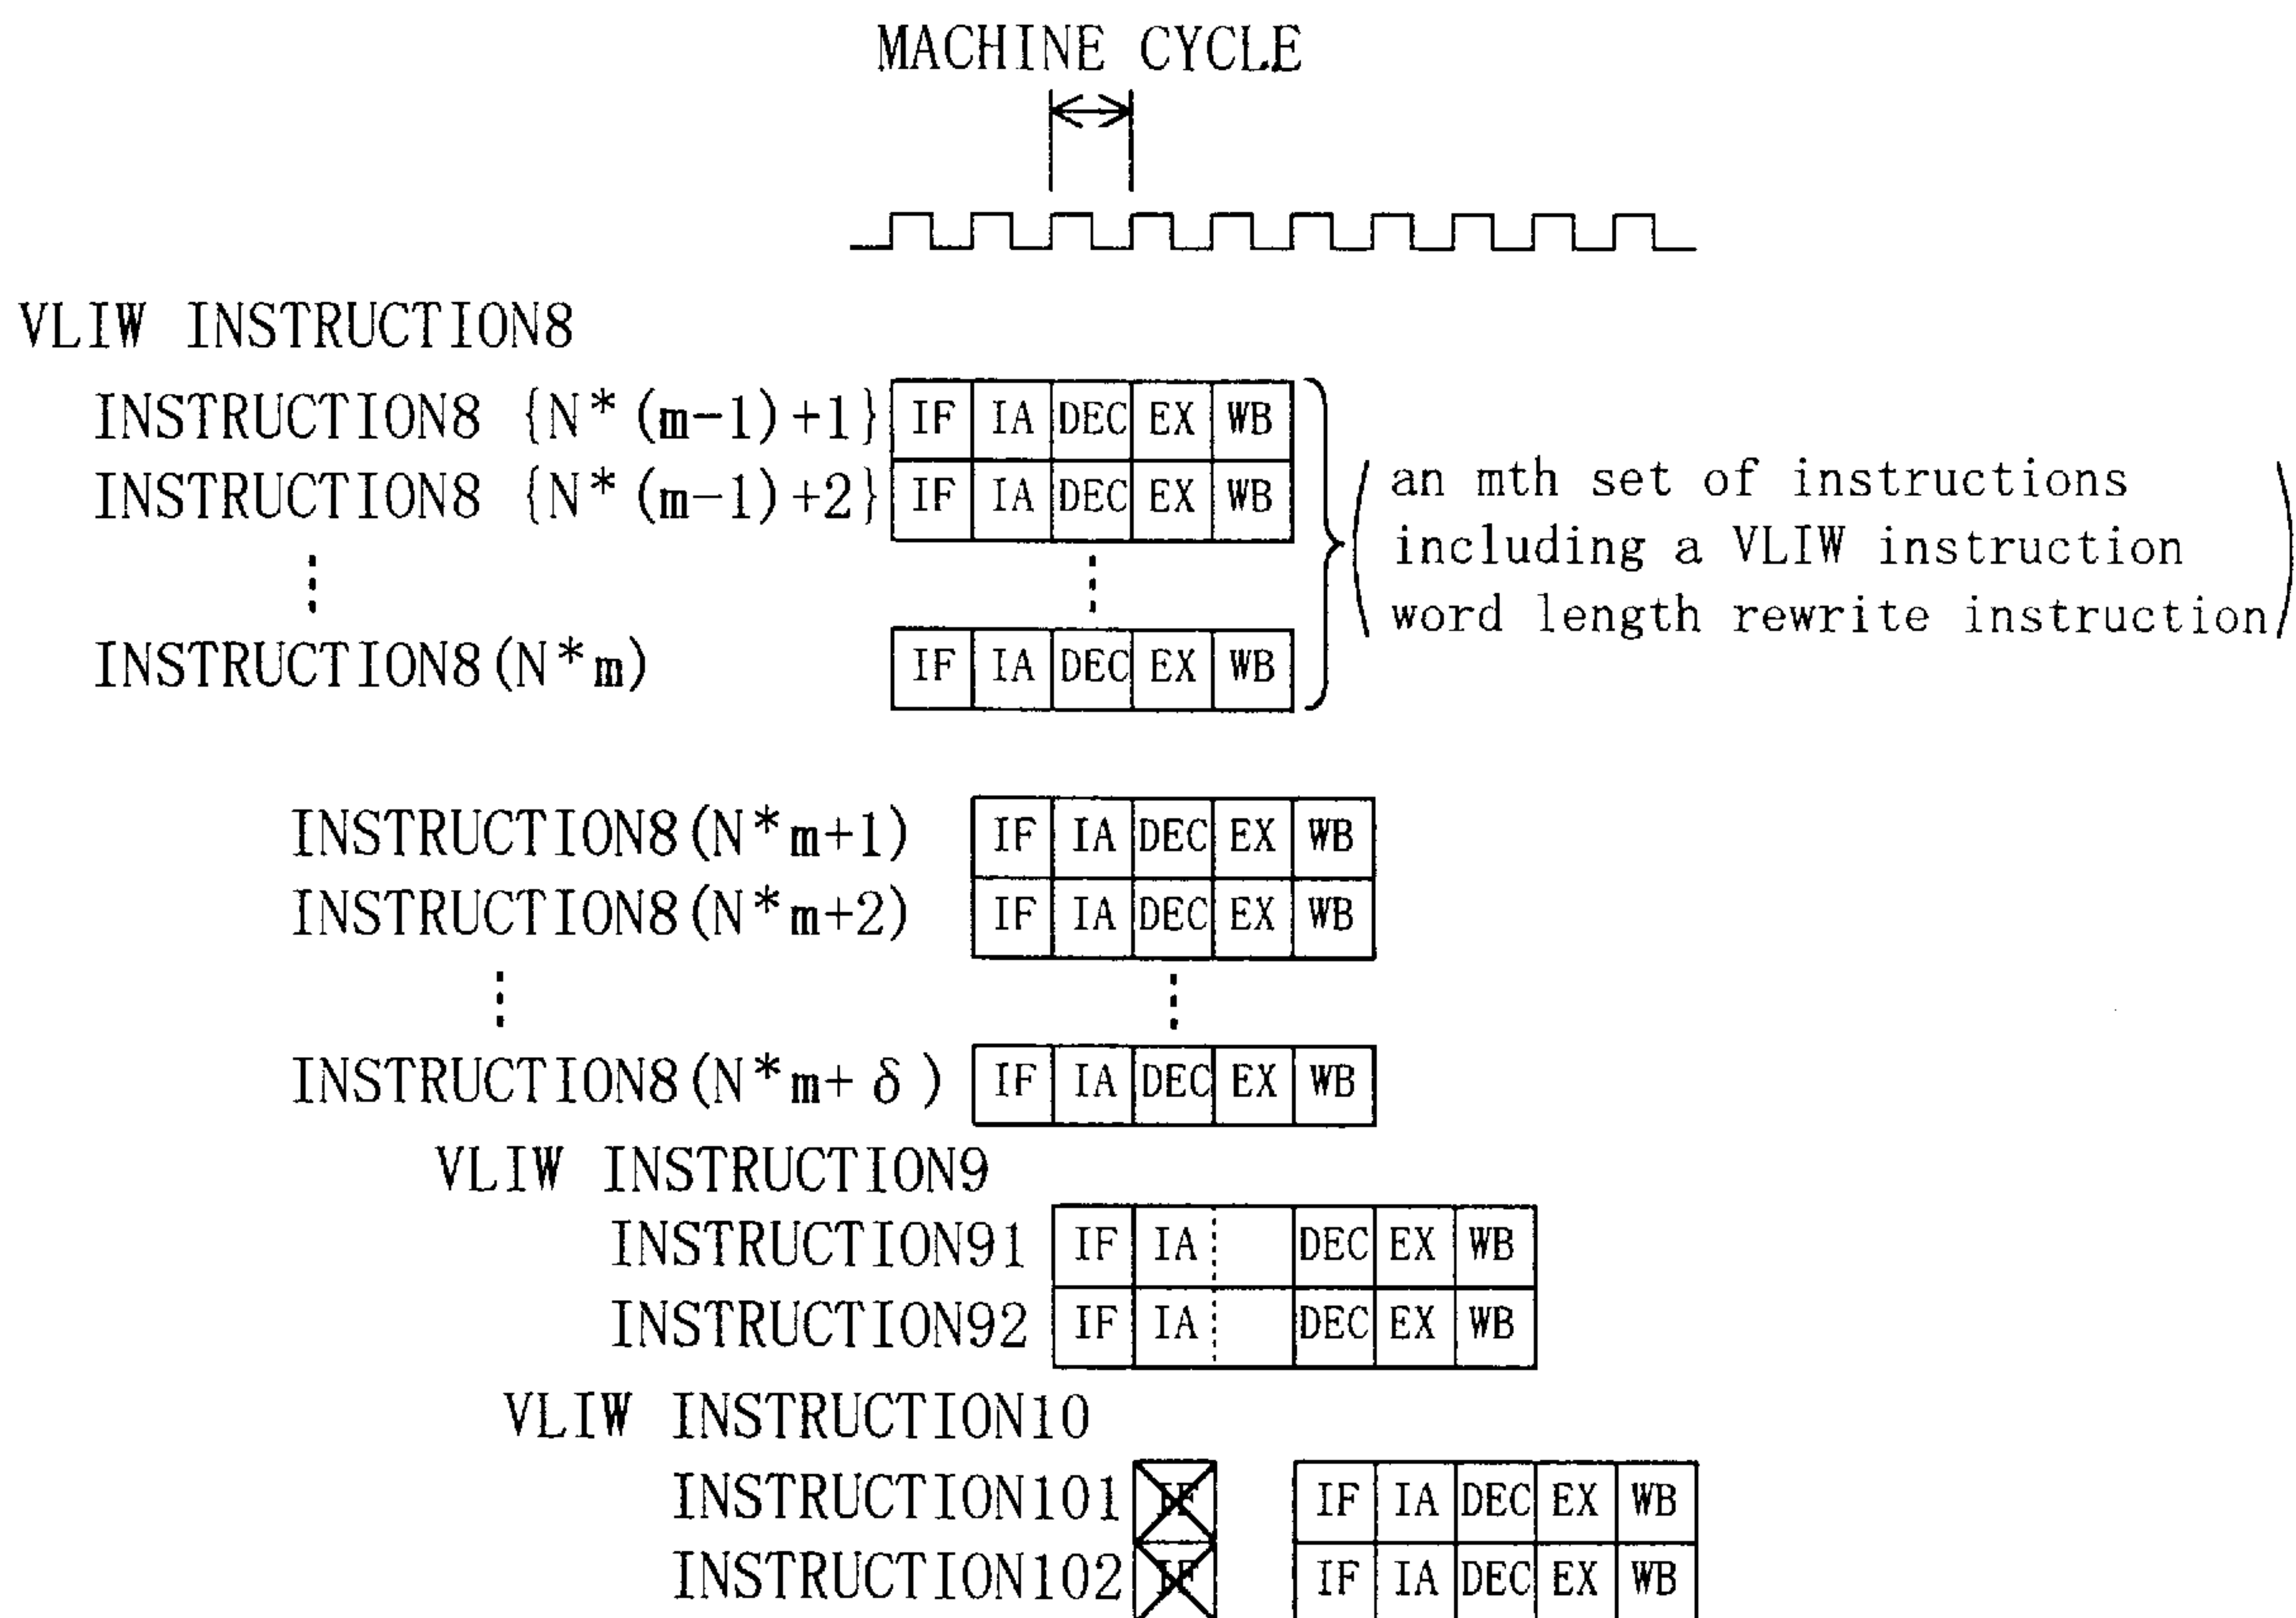 MACHINE CYCLE
VLIW INSTRUCTION8
INSTRUCTION8 {N*(m-1)+1} IF IA DEC EX WB
INSTRUCTION8 {N*(m-1)+2} IF IA DEC EX WB
INSTRUCTION8(N*m) IF IA DEC EX WB
an mth set of instructions
including a VLIW instruction
word length rewrite instruction
INSTRUCTION8(N*m+1) IF IA DEC EX WB
INSTRUCTION8(N*m+2) IF IA DEC EX WB
INSTRUCTION8(N*m+δ) IF IA DEC EX WB
VLIW INSTRUCTION9
INSTRUCTION91 IF IA DEC EX WB
INSTRUCTION92 IF IA DEC EX WB
VLIW INSTRUCTION10
INSTRUCTION101 IF IF IA DEC EX WB
INSTRUCTION102 IF IF IA DEC EX WB